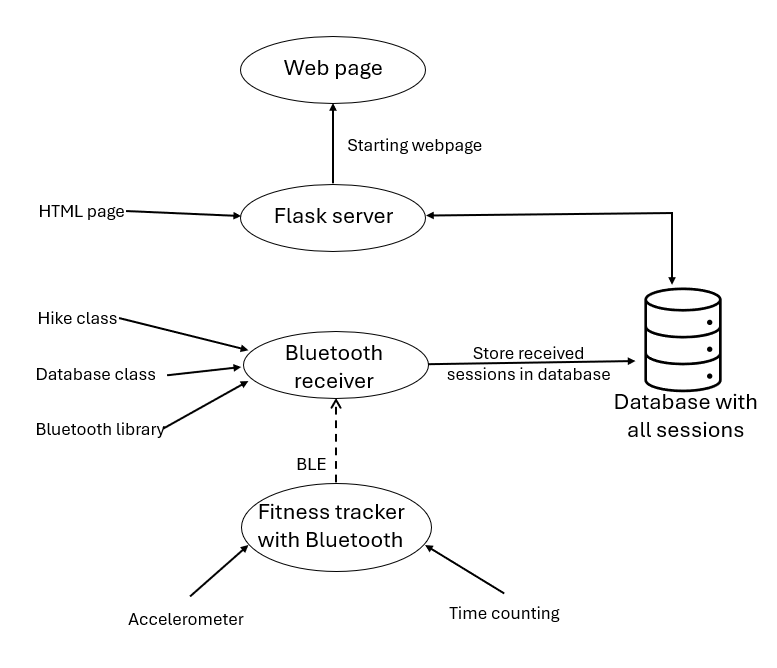 Web page
Starting webpage
HTML page
Flask server
Hike class
Database class
Bluetooth library
Bluetooth
receiver
Store received
sessions in database
Database with
all sessions
BLE
Fitness tracker
with Bluetooth
Accelerometer
Time counting